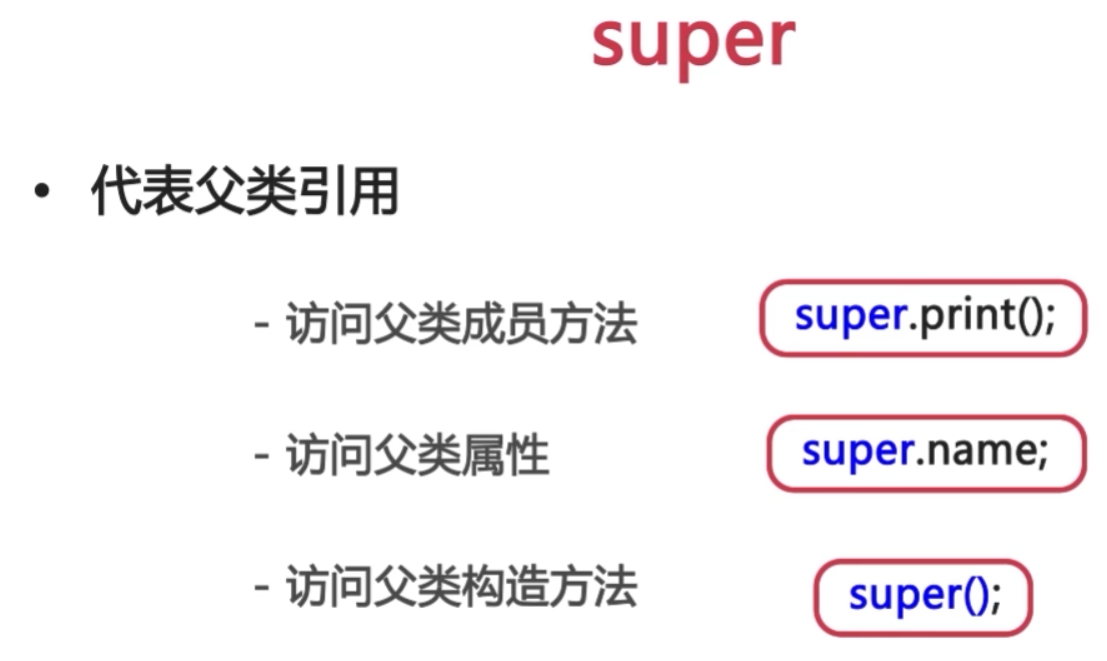 super
• 代表父类引用
- 访问父类成员方法 super.print();
- 访问父类属性 super.name;
- 访问父类构造方法 super();